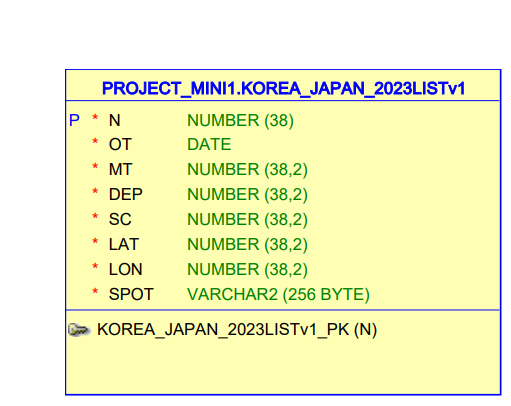 PROJECT_MINI1.KOREA_JAPAN_2023LISTv1
P * N NUMBER (38)
* OT DATE
* MT NUMBER (38,2)
* DEP NUMBER (38,2)
* SC NUMBER (38,2)
* LAT NUMBER (38,2)
* LON NUMBER (38,2)
* SPOT VARCHAR2 (256 BYTE)
KOREA_JAPAN_2023LISTv1_PK (N)